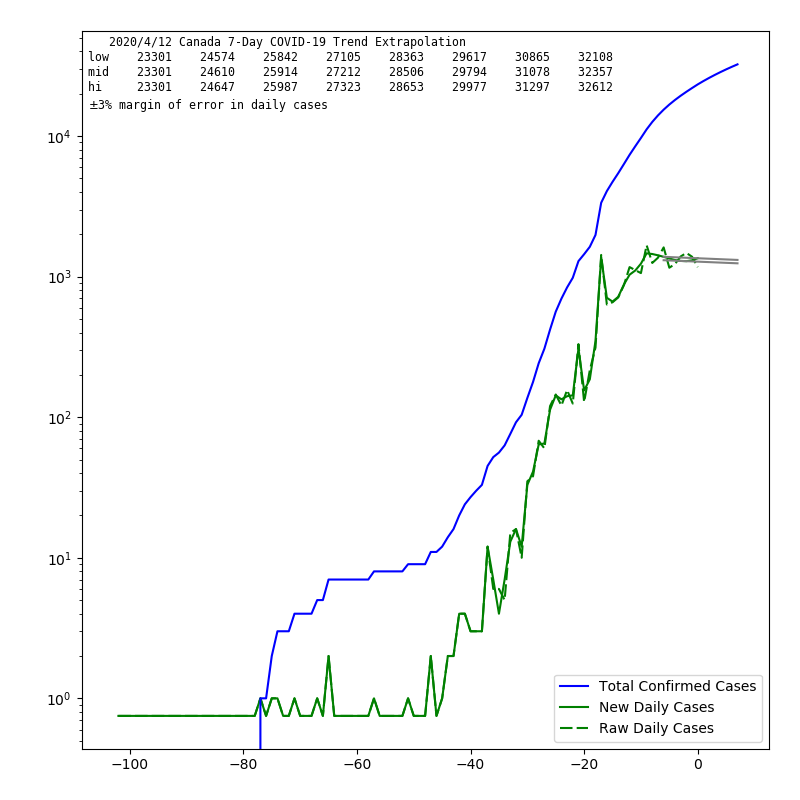 2020/4/12 Canada 7-Day COVID-19 Trend Extrapolation
low 23301 24574 25842 27105 28363 29617 30865 32108
mid 23301 24610 25914 27212 28506 29794 31078 32357
hi 23301 24647 25987 27323 28653 29977 31297 32612
±3% margin of error in daily cases
10⁴
10³
10²
10¹
10⁰
Total Confirmed Cases
New Daily Cases
Raw Daily Cases
−100 −80 −60 −40 −20 0